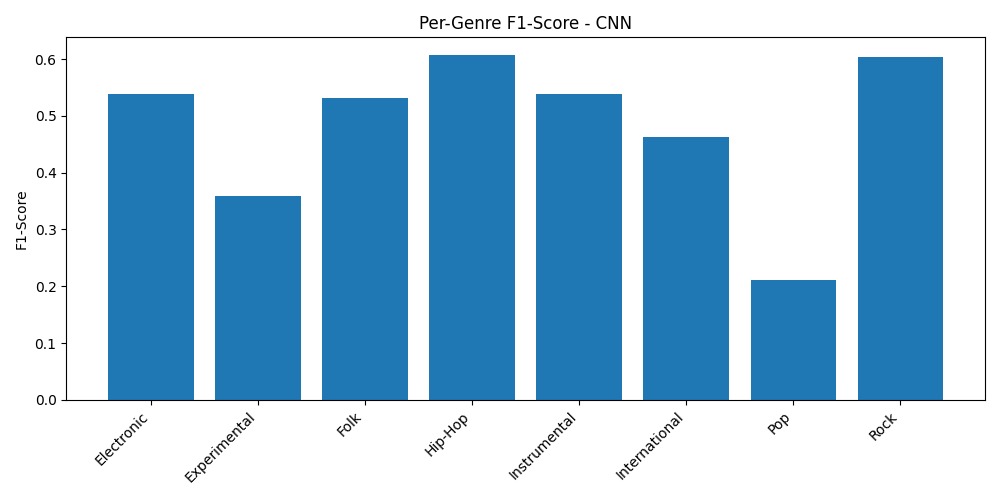 Per-Genre F1-Score - CNN
F1-Score
0.6
0.5
0.4
0.3
0.2
0.1
0.0
Electronic
Experimental
Folk
Hip-Hop
Instrumental
International
Pop
Rock